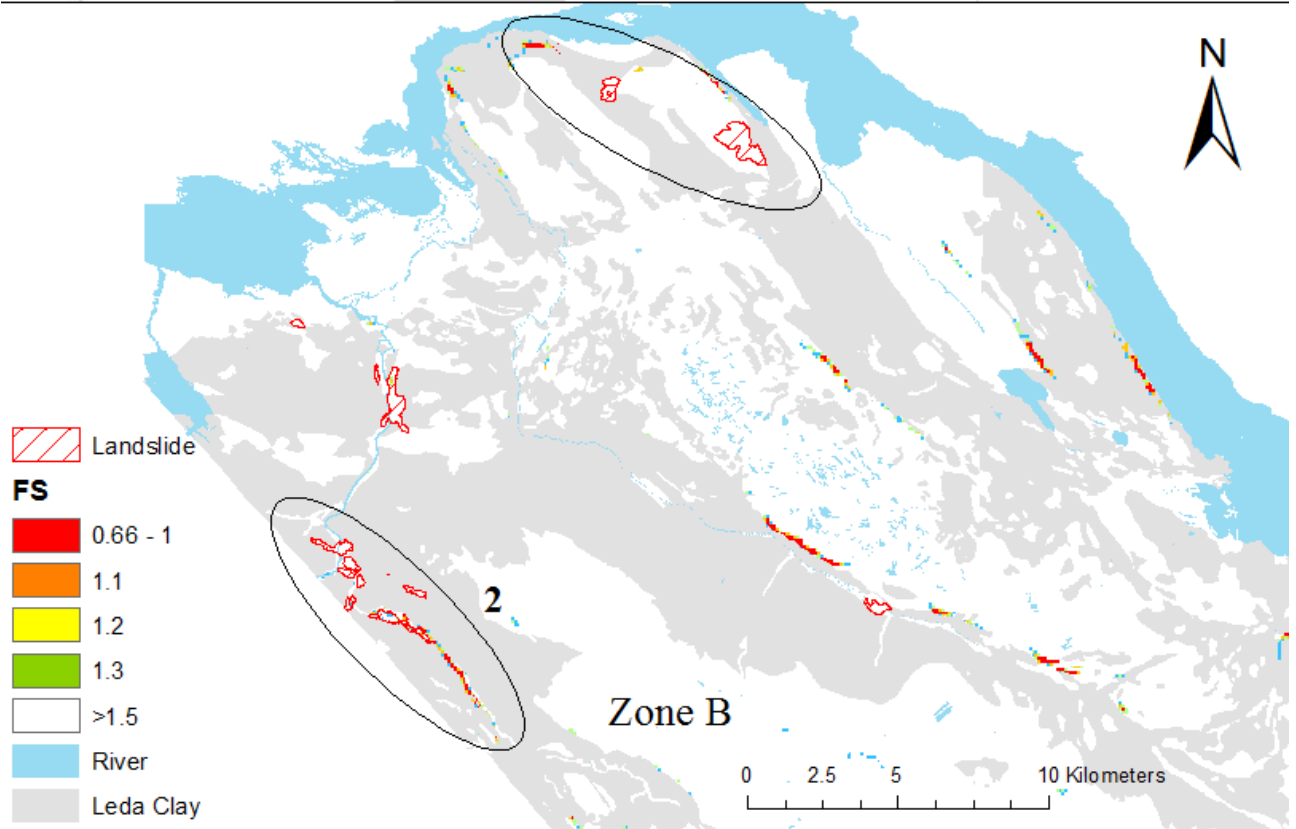 N
Landslide
FS
0.66 - 1
1.1
1.2
1.3
>1.5
River
Leda Clay
2
Zone B
0 2.5 5 10 Kilometers